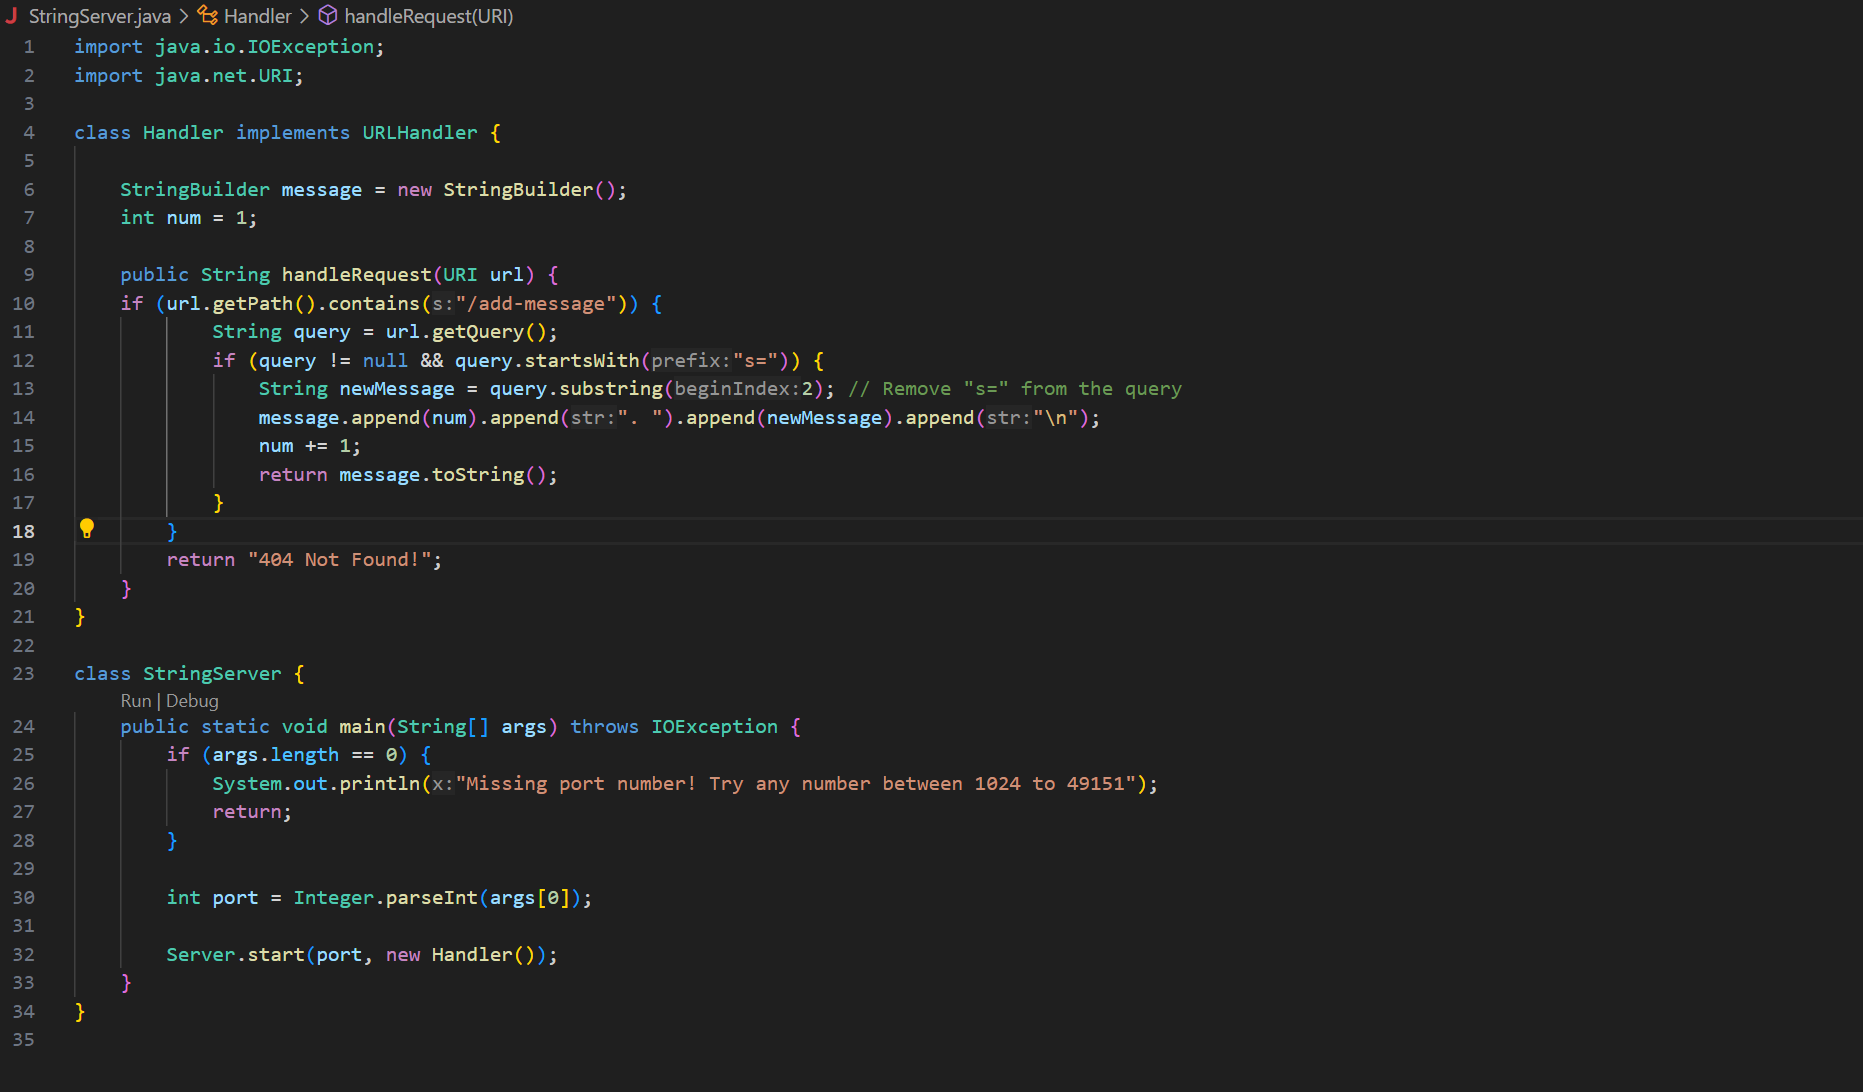 StringServer.java > Handler > handleRequest(URI)
1 import java.io.IOException;
2 import java.net.URI;
3
4 class Handler implements URLHandler {
5
6 StringBuilder message = new StringBuilder();
7 int num = 1;
8
9 public String handleRequest(URI url) {
10 if (url.getPath().contains(s:"/add-message")) {
11 String query = url.getQuery();
12 if (query != null && query.startsWith(prefix:"s=")) {
13 String newMessage = query.substring(beginIndex:2); // Remove "s=" from the query
14 message.append(num).append(str:". ").append(newMessage).append(str:"\n");
15 num += 1;
16 return message.toString();
17 }
18 }
19 return "404 Not Found!";
20 }
21 }
22
23 class StringServer {
Run | Debug
24 public static void main(String[] args) throws IOException {
25 if (args.length == 0) {
26 System.out.println(x:"Missing port number! Try any number between 1024 to 49151");
27 return;
28 }
29
30 int port = Integer.parseInt(args[0]);
31
32 Server.start(port, new Handler());
33 }
34 }
35